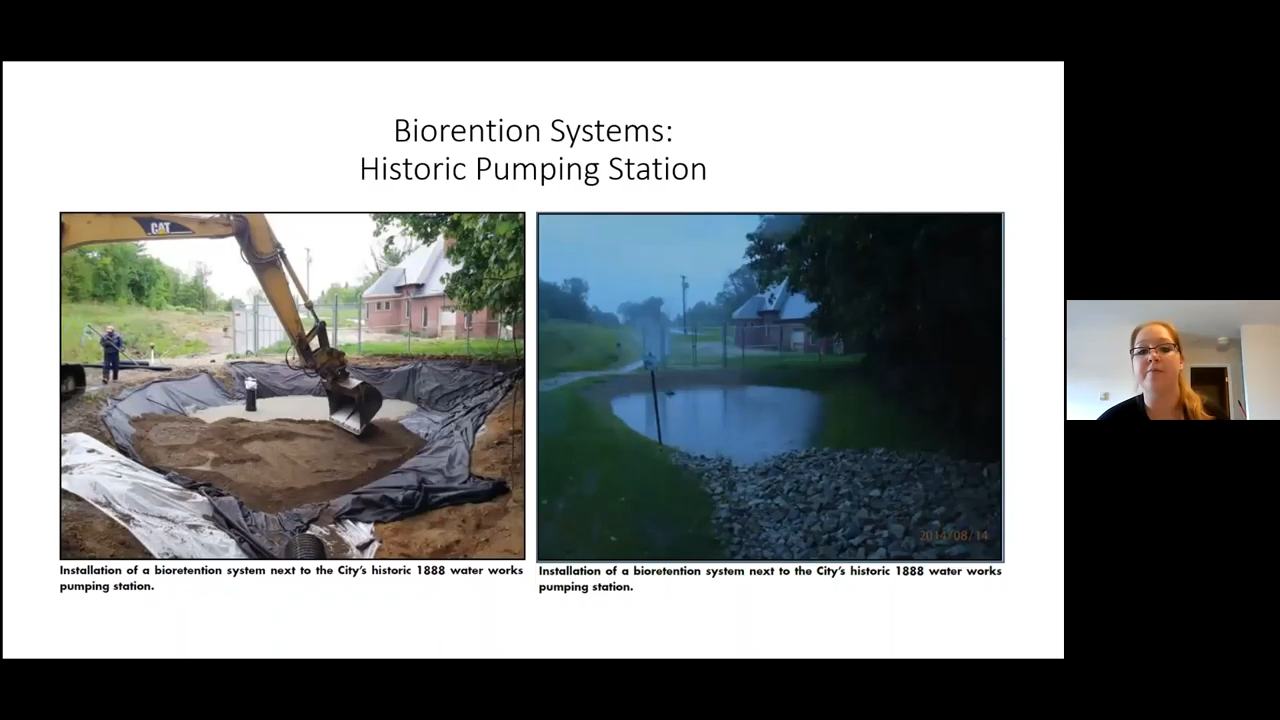 Biorention Systems:
Historic Pumping Station
CAT
2014/08/14
Installation of a bioretention system next to the City's historic 1888 water works
pumping station.
Installation of a bioretention system next to the City's historic 1888 water works
pumping station.